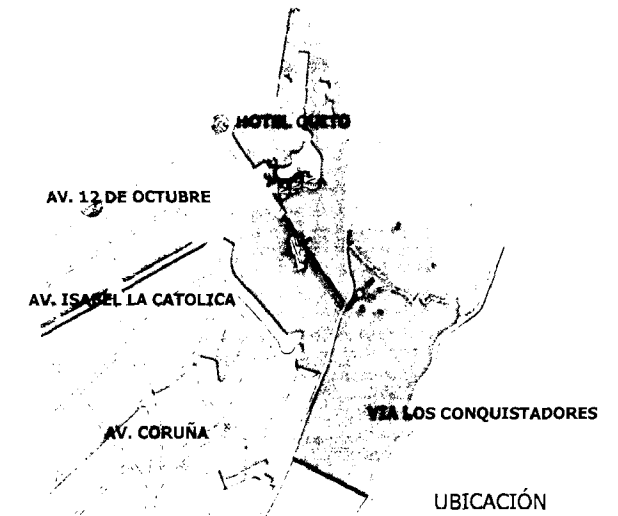 HOTEL QUITO
AV. 12 DE OCTUBRE
AV. ISABEL LA CATOLICA
VIA LOS CONQUISTADORES
AV. CORUÑA
UBICACIÓN